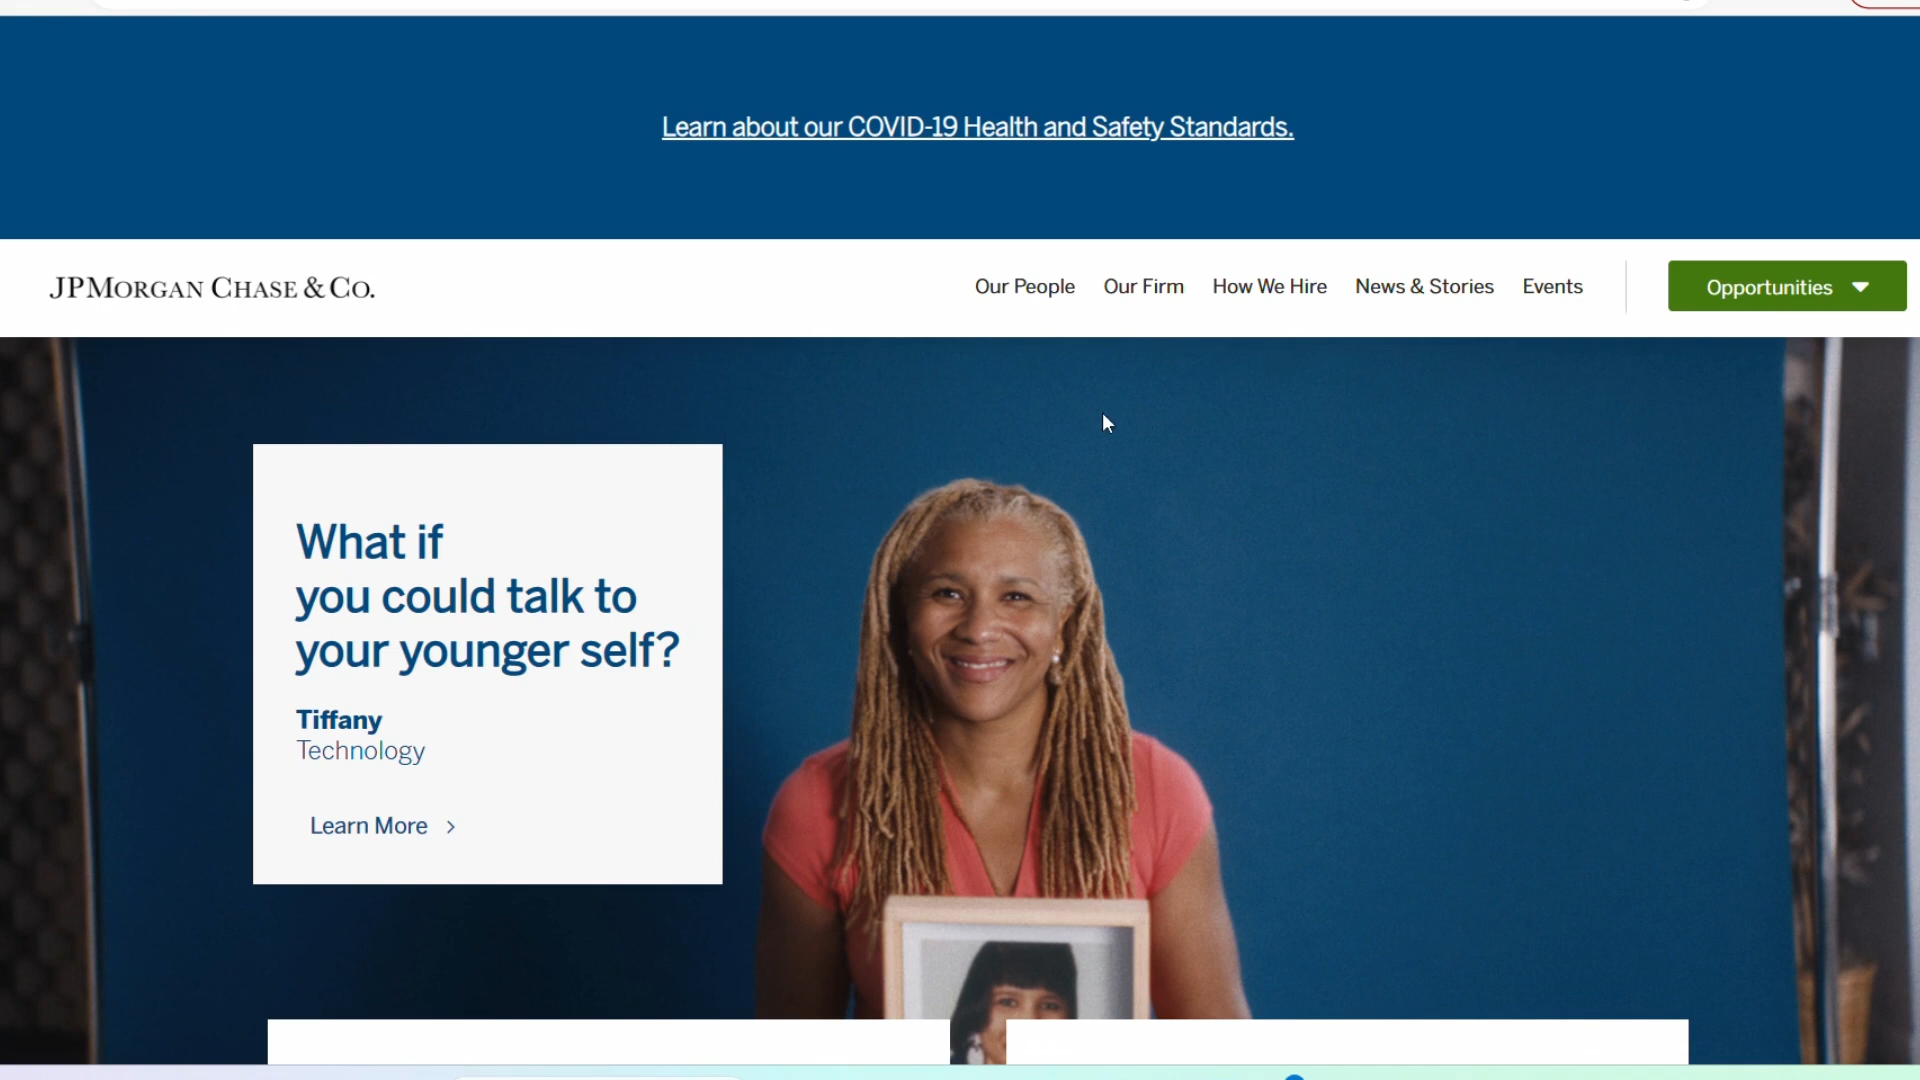 Learn about our COVID-19 Health and Safety Standards.
JPMORGAN CHASE & CO.
Our People
Our Firm
How We Hire
News & Stories
Events
Opportunities
What if
you could talk to
your younger self?
Tiffany
Technology
Learn More